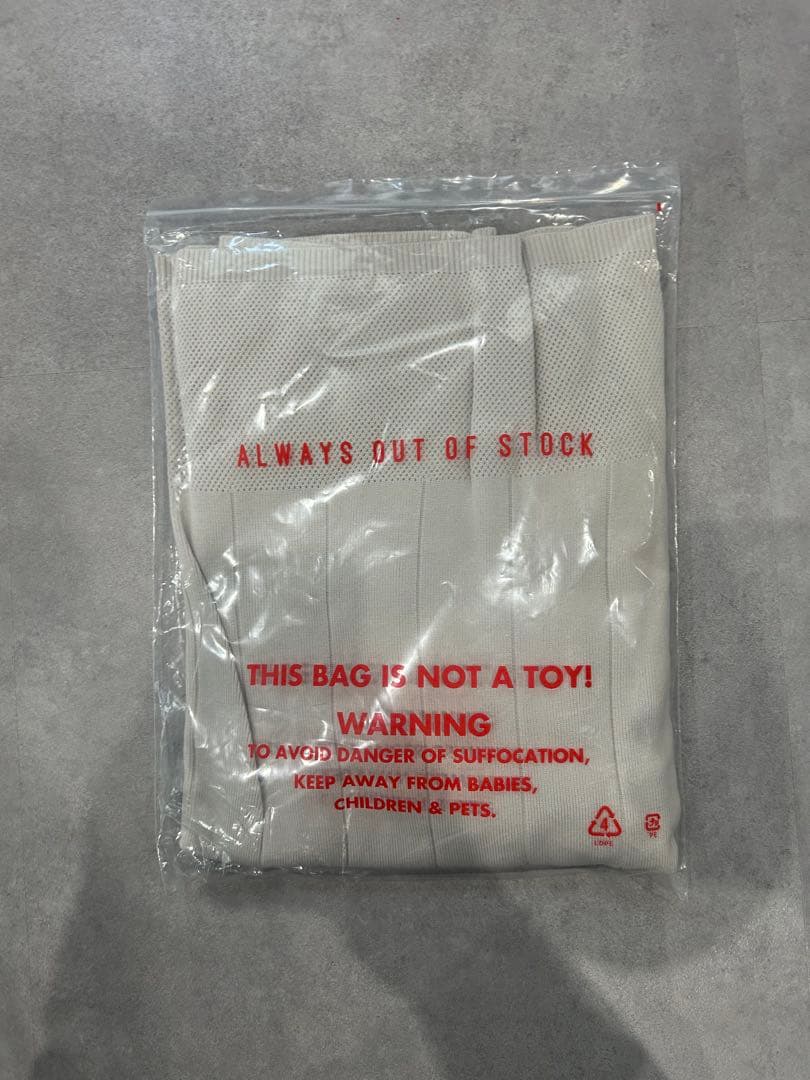 ALWAYS OUT OF STOCK
THIS BAG IS NOT A TOY!
WARNING
TO AVOID DANGER OF SUFFOCATION,
KEEP AWAY FROM BABIES,
CHILDREN & PETS.
4
LDPE
PE